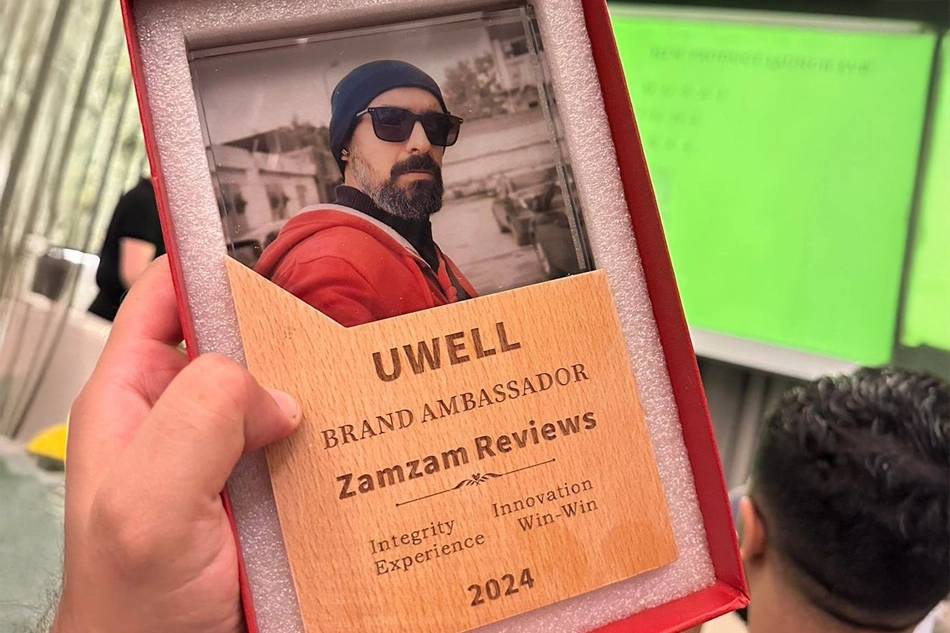 UWELL
BRAND AMBASSADOR
Zamzam Reviews
Integrity Innovation
Experience Win-Win
2024